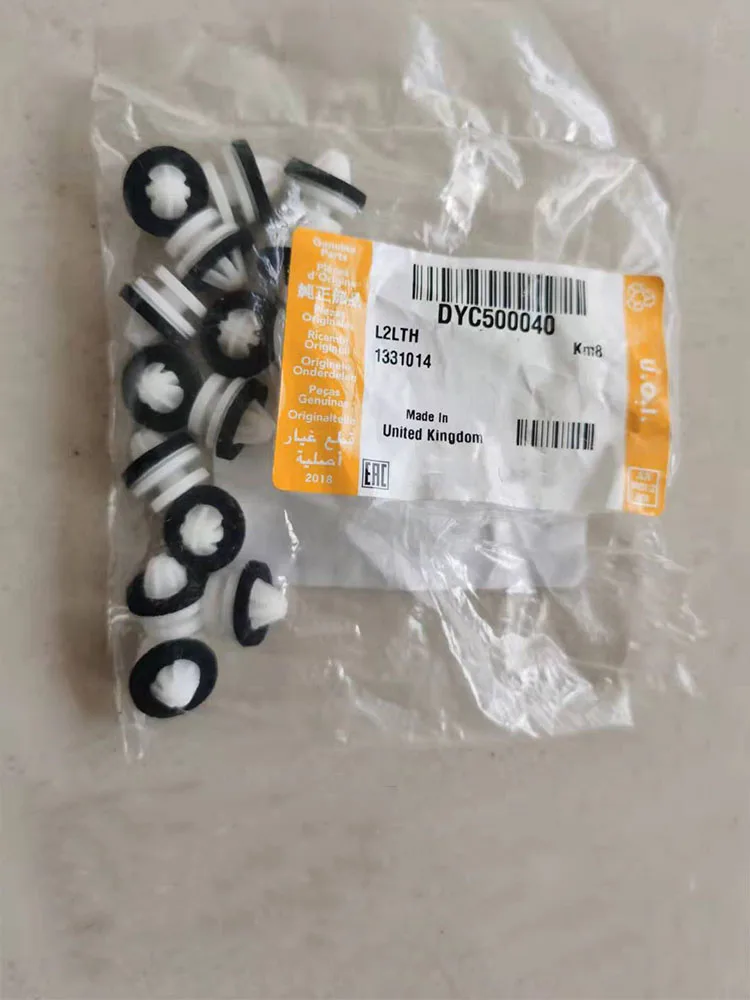 Genuine
Parts
Pièces
d'Origine
純正部品
Originales
Ricambi
Originali
Originele
Onderdelen
Peças
Genuínas
Originalteile
قطع غيار
أصلية
2018
DYC500040
L2LTH
1331014
Km8
Made In
United Kingdom
EAC